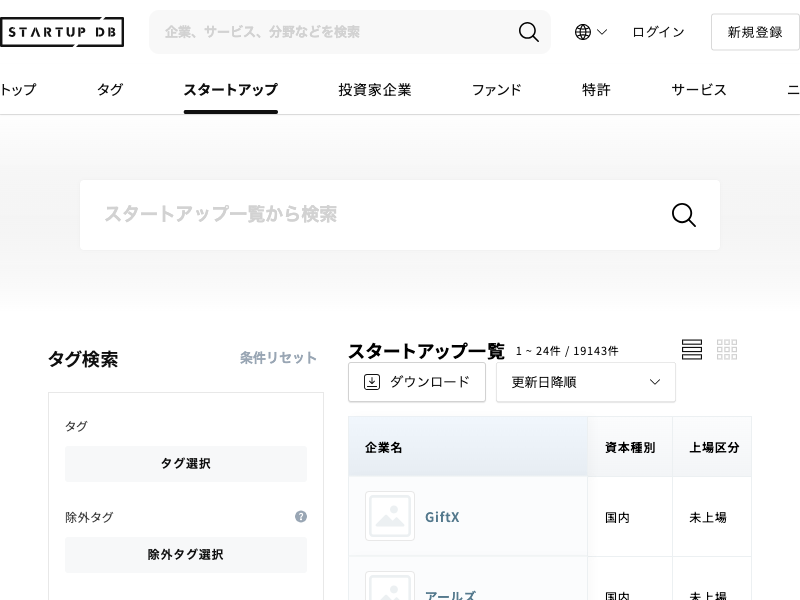 STARTUP DB
企業、サービス、分野などを検索
ログイン
新規登録
トップ
タグ
スタートアップ
投資家企業
ファンド
特許
サービス
ニ
スタートアップ一覧から検索
タグ検索
条件リセット
スタートアップ一覧 1 ~ 24件 / 19143件
ダウンロード
更新日降順
タグ
タグ選択
除外タグ
?
除外タグ選択
企業名 資本種別 上場区分
GiftX 国内 未上場
アールズ 国内 未上場